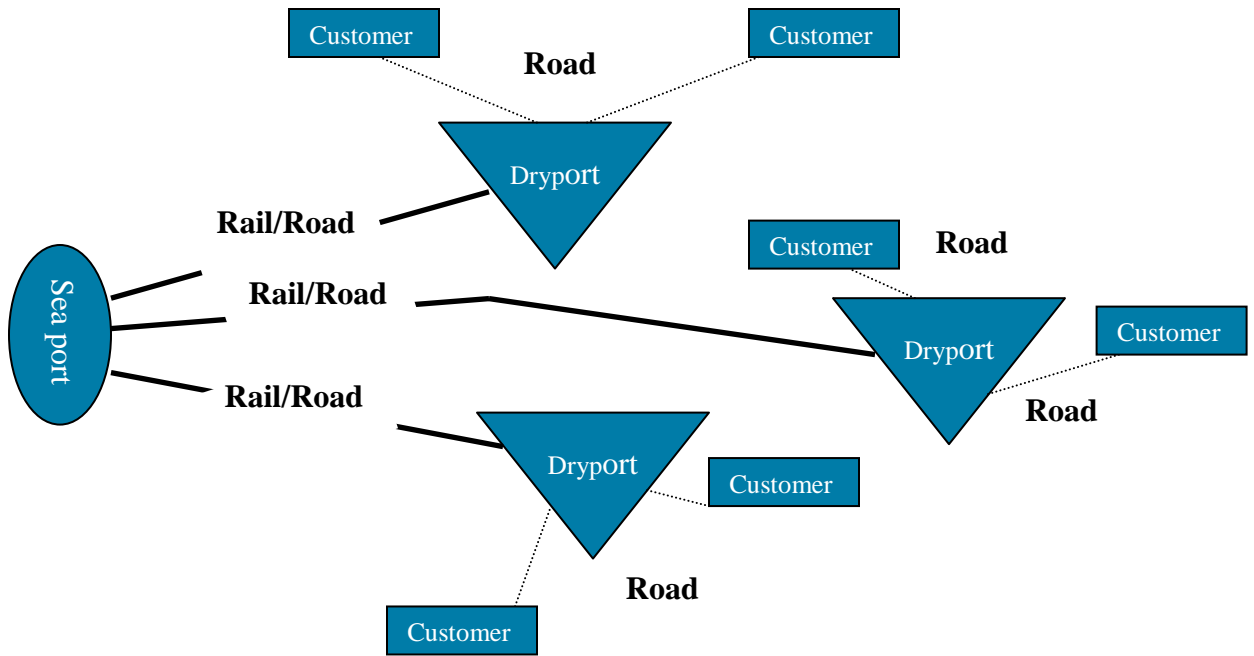 Customer
Customer
Road
Dryport
Rail/Road
Customer
Road
Rail/Road
Sea port
Customer
Dryport
Rail/Road
Road
Dryport
Customer
Road
Customer